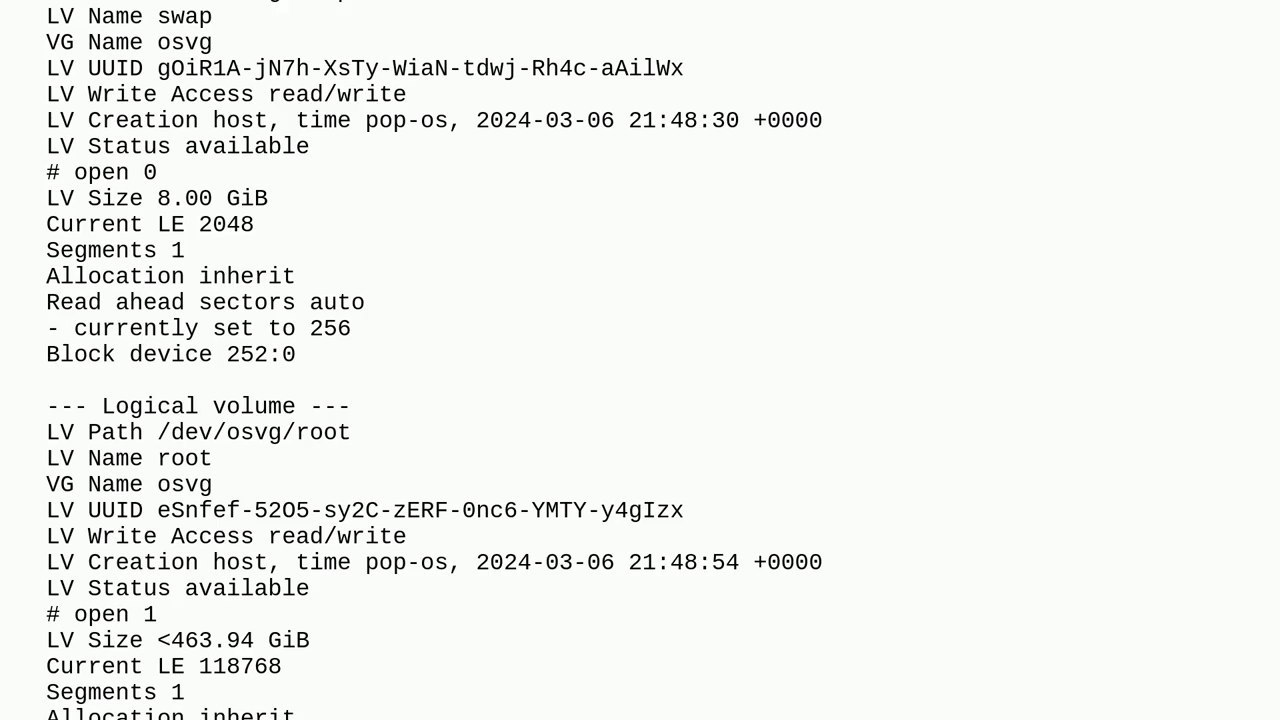 LV Name swap
VG Name osvg
LV UUID gOiR1A-jN7h-XsTy-WiaN-tdwj-Rh4c-aAilWx
LV Write Access read/write
LV Creation host, time pop-os, 2024-03-06 21:48:30 +0000
LV Status available
# open 0
LV Size 8.00 GiB
Current LE 2048
Segments 1
Allocation inherit
Read ahead sectors auto
- currently set to 256
Block device 252:0
--- Logical volume ---
LV Path /dev/osvg/root
LV Name root
VG Name osvg
LV UUID eSnfef-52O5-sy2C-zERF-0nc6-YMTY-y4gIzx
LV Write Access read/write
LV Creation host, time pop-os, 2024-03-06 21:48:54 +0000
LV Status available
# open 1
LV Size <463.94 GiB
Current LE 118768
Segments 1
Allocation inherit